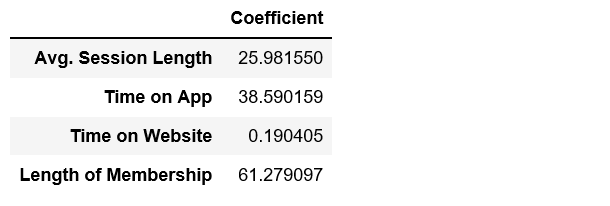 Coefficient
Avg. Session Length 25.981550
Time on App 38.590159
Time on Website 0.190405
Length of Membership 61.279097